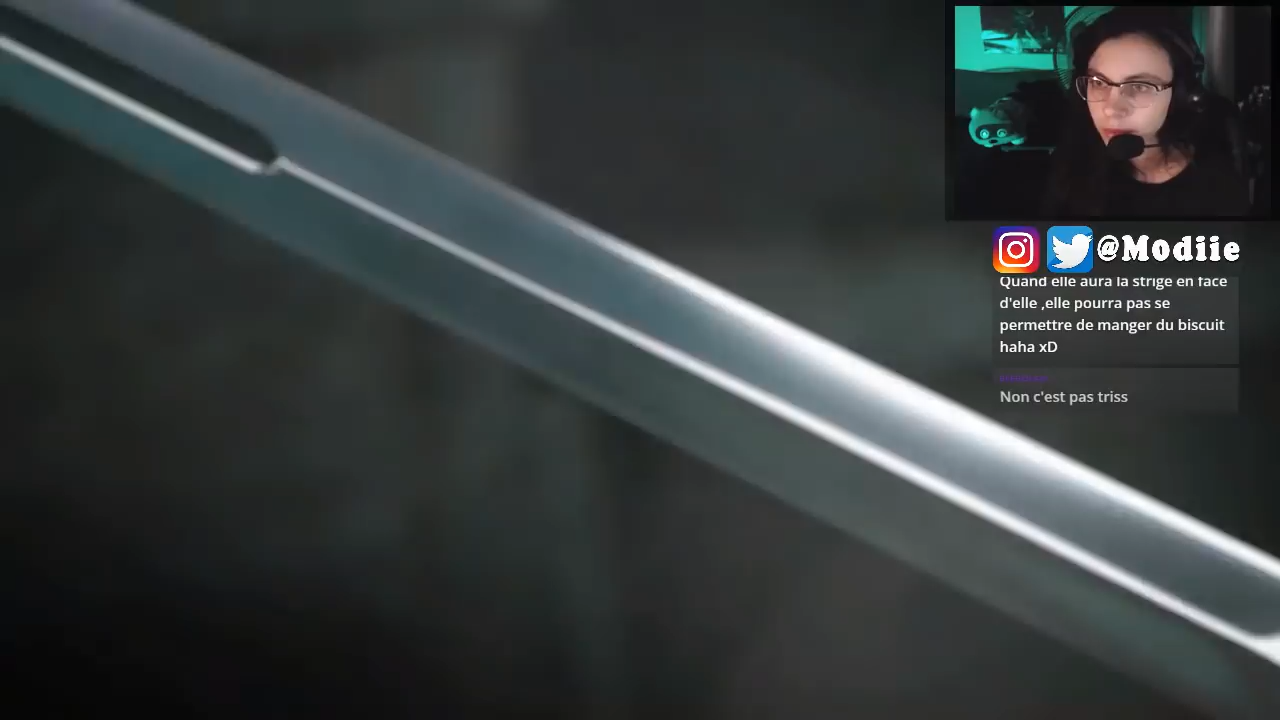 @Modiie
Quand elle aura la strige en face
d'elle ,elle pourra pas se
permettre de manger du biscuit
haha xD
Non c'est pas triss